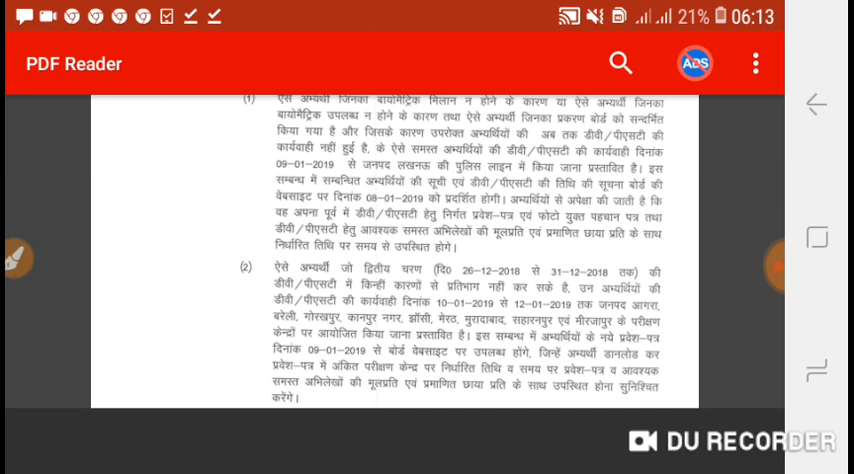 21% 06:13
PDF Reader
ADS
(1) ऐसे अभ्यर्थी जिनका बायोमैट्रिक मिलान न होने के कारण या ऐसे अभ्यर्थी जिनका
बायोमैट्रिक उपलब्ध न होने के कारण तथा ऐसे अभ्यर्थी जिनका प्रकरण बोर्ड को सन्दर्भित
किया गया है और जिसके कारण उपरोक्त अभ्यर्थियों की अब तक डीवी/पीएसटी की
कार्यवाही नहीं हुई है, के ऐसे समस्त अभ्यर्थियों की डीवी/पीएसटी की कार्यवाही दिनांक
09-01-2019 से जनपद लखनऊ की पुलिस लाइन में किया जाना प्रस्तावित है। इस
सम्बन्ध में सम्बन्धित अभ्यर्थियों की सूची एवं डीवी/पीएसटी की तिथि की सूचना बोर्ड की
वेबसाइट पर दिनांक 08-01-2019 को प्रदर्शित होगी। अभ्यर्थियों से अपेक्षा की जाती है कि
वह अपना पूर्व में डीवी/पीएसटी हेतु निर्गत प्रवेश-पत्र एवं फोटो युक्त पहचान पत्र तथा
डीवी/पीएसटी हेतु आवश्यक समस्त अभिलेखों की मूलप्रति एवं प्रमाणित छाया प्रति के साथ
निर्धारित तिथि पर समय से उपस्थित होगे।
(2) ऐसे अभ्यर्थी जो द्वितीय चरण (दि0 26-12-2018 से 31-12-2018 तक) की
डीवी/पीएसटी में किन्हीं कारणों से प्रतिभाग नहीं कर सके है, उन अभ्यर्थियों की
डीवी/पीएसटी की कार्यवाही दिनांक 10-01-2019 से 12-01-2019 तक जनपद आगरा,
बरेली, गोरखपुर, कानपुर नगर, झॉसी, मेरठ, मुरादाबाद, सहारनपुर एवं मीरजापुर के परीक्षण
केन्द्रों पर आयोजित किया जाना प्रस्तावित है। इस सम्बन्ध में अभ्यर्थियों के नये प्रवेश-पत्र
दिनांक 09-01-2019 से बोर्ड वेबसाइट पर उपलब्ध होंगे, जिन्हें अभ्यर्थी डानलोड कर
प्रवेश-पत्र में अंकित परीक्षण केन्द्र पर निर्धारित तिथि व समय पर प्रवेश-पत्र व आवश्यक
समस्त अभिलेखों की मूलप्रति एवं प्रमाणित छाया प्रति के साथ उपस्थित होना सुनिश्चित
करेंगे।
DU RECORDER